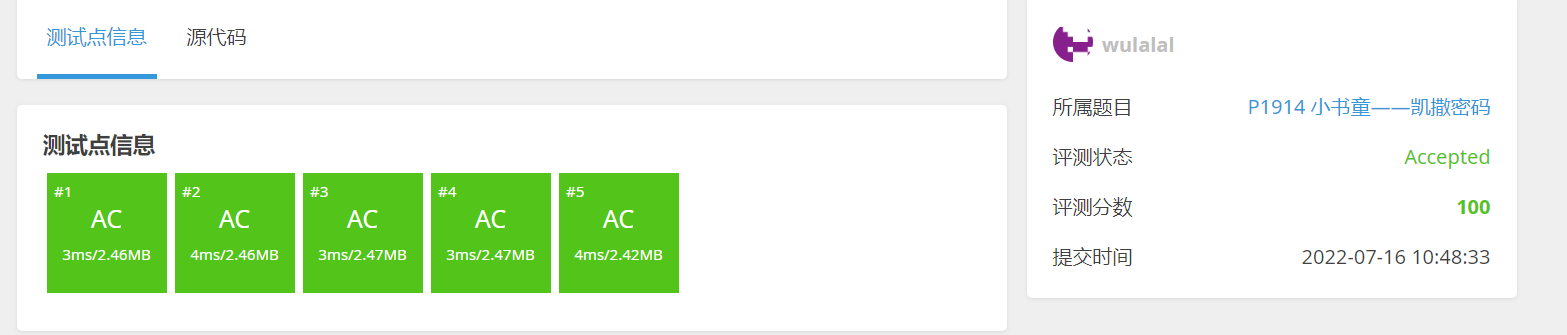 测试点信息 源代码
测试点信息
#1 #2 #3 #4 #5
AC AC AC AC AC
3ms/2.46MB 4ms/2.46MB 3ms/2.47MB 3ms/2.47MB 4ms/2.42MB
wulalal
所属题目 P1914 小书童——凯撒密码
评测状态 Accepted
评测分数 100
提交时间 2022-07-16 10:48:33